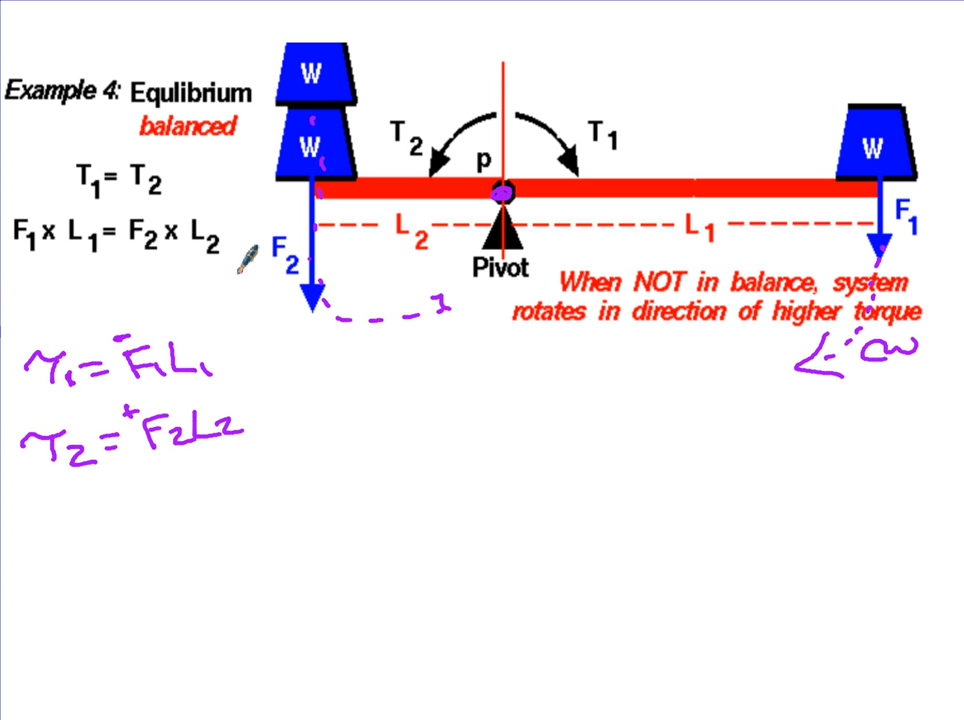 Example 4: Equlibrium
balanced
T1 = T2
F1 x L1 = F2 x L2
W
W
W
T2
T1
p
L2
L1
F2
F1
Pivot
When NOT in balance, system
rotates in direction of higher torque
τ1 = -F1L1
τ2 = +F2L2
CW